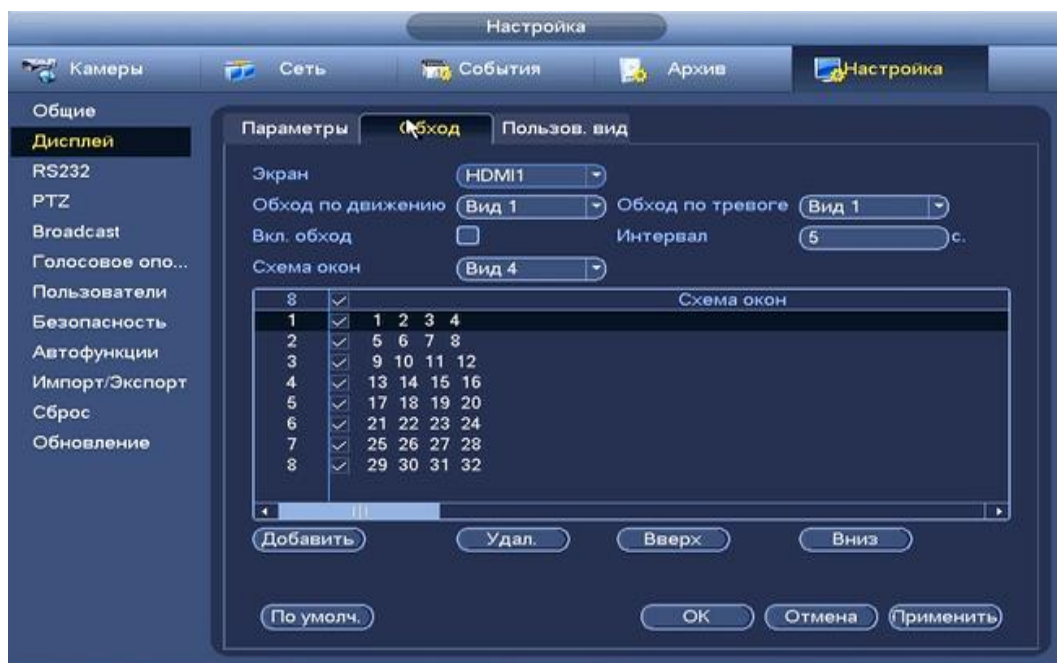 Настройка
Камеры Сеть События Архив Настройка
Общие
Дисплей
RS232
PTZ
Broadcast
Голосовое опо...
Пользователи
Безопасность
Автофункции
Импорт/Экспорт
Сброс
Обновление
Параметры Обход Пользов. вид
Экран HDMI1
Обход по движению Вид 1 Обход по тревоге Вид 1
Вкл. обход Интервал 5 с.
Схема окон Вид 4
8 Схема окон
1 1 2 3 4
2 5 6 7 8
3 9 10 11 12
4 13 14 15 16
5 17 18 19 20
6 21 22 23 24
7 25 26 27 28
8 29 30 31 32
Добавить Удал. Вверх Вниз
По умолч. OK Отмена Применить